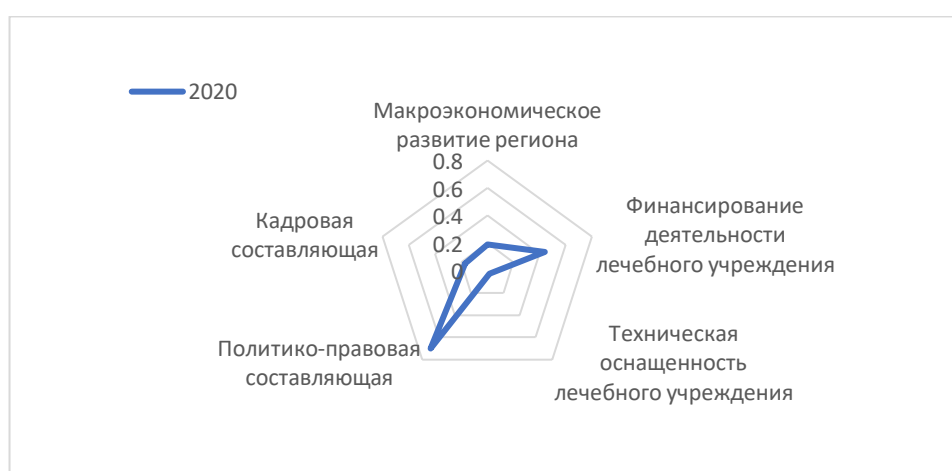 2020
Макроэкономическое
развитие региона
0.8
0.6
0.4
0.2
0
Финансирование
деятельности
лечебного учреждения
Техническая
оснащенность
лечебного учреждения
Политико-правовая
составляющая
Кадровая
составляющая